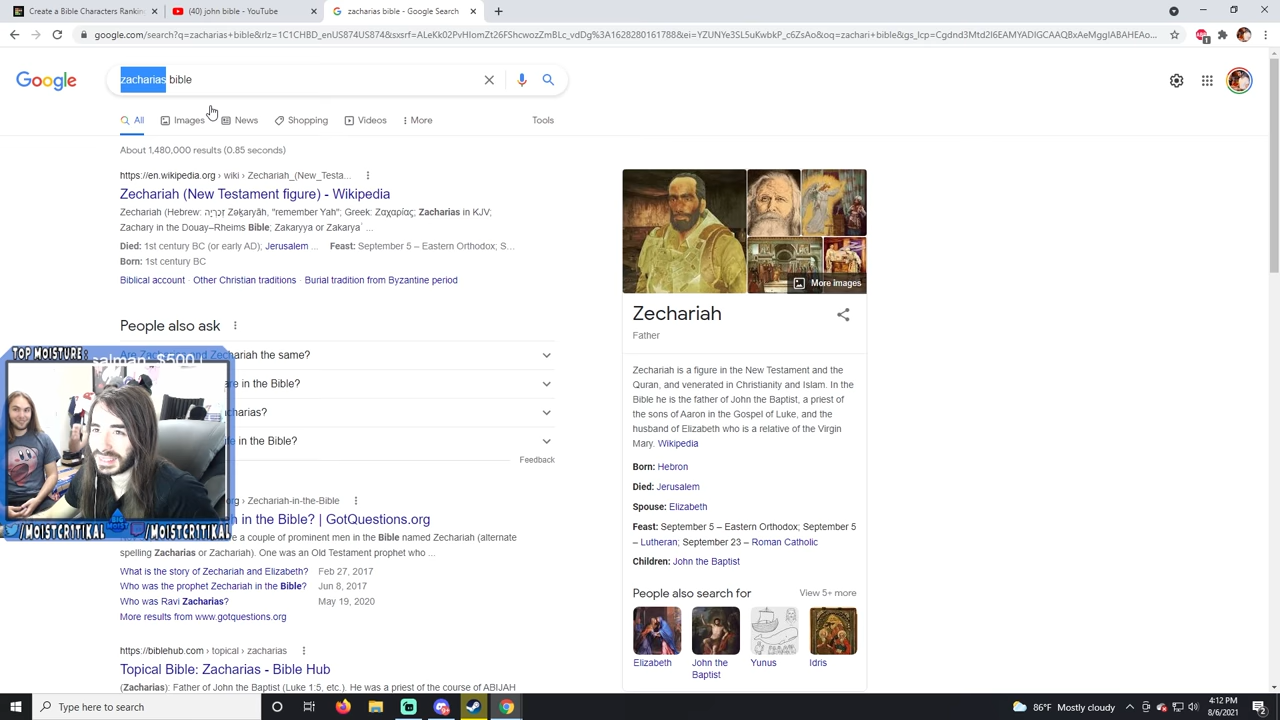 Create a Bible Characters Rankin
john bible - YouTube
zacharias bible - Google Search
google.com/search?q=zacharias+bible&rlz=1C1CHBD_enUS874US874&sxsrf=
Google
zacharias bible
All
Images
News
Shopping
Videos
More
Tools
About 1,480,000 results (0.85 seconds)
https://en.wikipedia.org › wiki › Zechariah_(New_Testa...
Zechariah (New Testament figure) - Wikipedia
Zechariah (Hebrew: זְכַרְיָה Zəḵaryāh, "remember Yah"; Greek: Ζαχαρίας; Zacharias in KJV;
Zachary in the Douay–Rheims Bible; Zakaryya or Zakarya` ...
Died: 1st century BC (or early AD); Jerusalem ... Feast: September 5 – Eastern Orthodox; S...
Born: 1st century BC
Biblical account · Other Christian traditions · Burial tradition from Byzantine period
People also ask
Are Zechariah the same?
in the Bible?
in the Bible?
Feedback
TOP MOISTURE:
salman: $500
BIG MOIST
/MOISTCRITIKAL
/MOISTCRITIKAL
› Zechariah-in-the-Bible
in the Bible? | GotQuestions.org
a couple of prominent men in the Bible named Zechariah (alternate
spelling Zacharias or Zachariah). One was an Old Testament prophet who ...
What is the story of Zechariah and Elizabeth? Feb 27, 2017
Who was the prophet Zechariah in the Bible? Jun 8, 2017
Who was Ravi Zacharias? May 19, 2020
More results from www.gotquestions.org
https://biblehub.com › topical › zacharias
Topical Bible: Zacharias - Bible Hub
(Zacharias): Father of John the Baptist (Luke 1:5, etc.). He was a priest of the course of ABIJAH
More images
Zechariah
Father
Zechariah is a figure in the New Testament and the
Quran, and venerated in Christianity and Islam. In the
Bible he is the father of John the Baptist, a priest of
the sons of Aaron in the Gospel of Luke, and the
husband of Elizabeth who is a relative of the Virgin
Mary. Wikipedia
Born: Hebron
Died: Jerusalem
Spouse: Elizabeth
Feast: September 5 – Eastern Orthodox; September 5
– Lutheran; September 23 – Roman Catholic
Children: John the Baptist
People also search for
View 5+ more
Elizabeth
John the
Baptist
Yunus
Idris
Type here to search
86°F Mostly cloudy
4:12 PM
8/6/2021
2